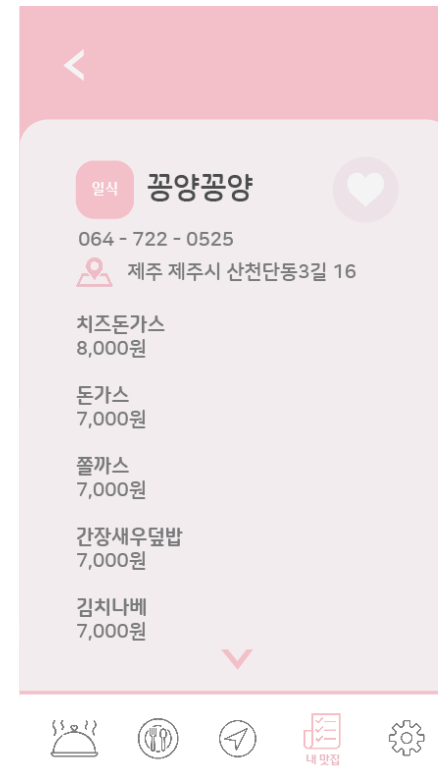 일식
꽁양꽁양
064 - 722 - 0525
제주 제주시 산천단동3길 16
치즈돈가스
8,000원
돈가스
7,000원
쫄까스
7,000원
간장새우덮밥
7,000원
김치나베
7,000원
내 맛집